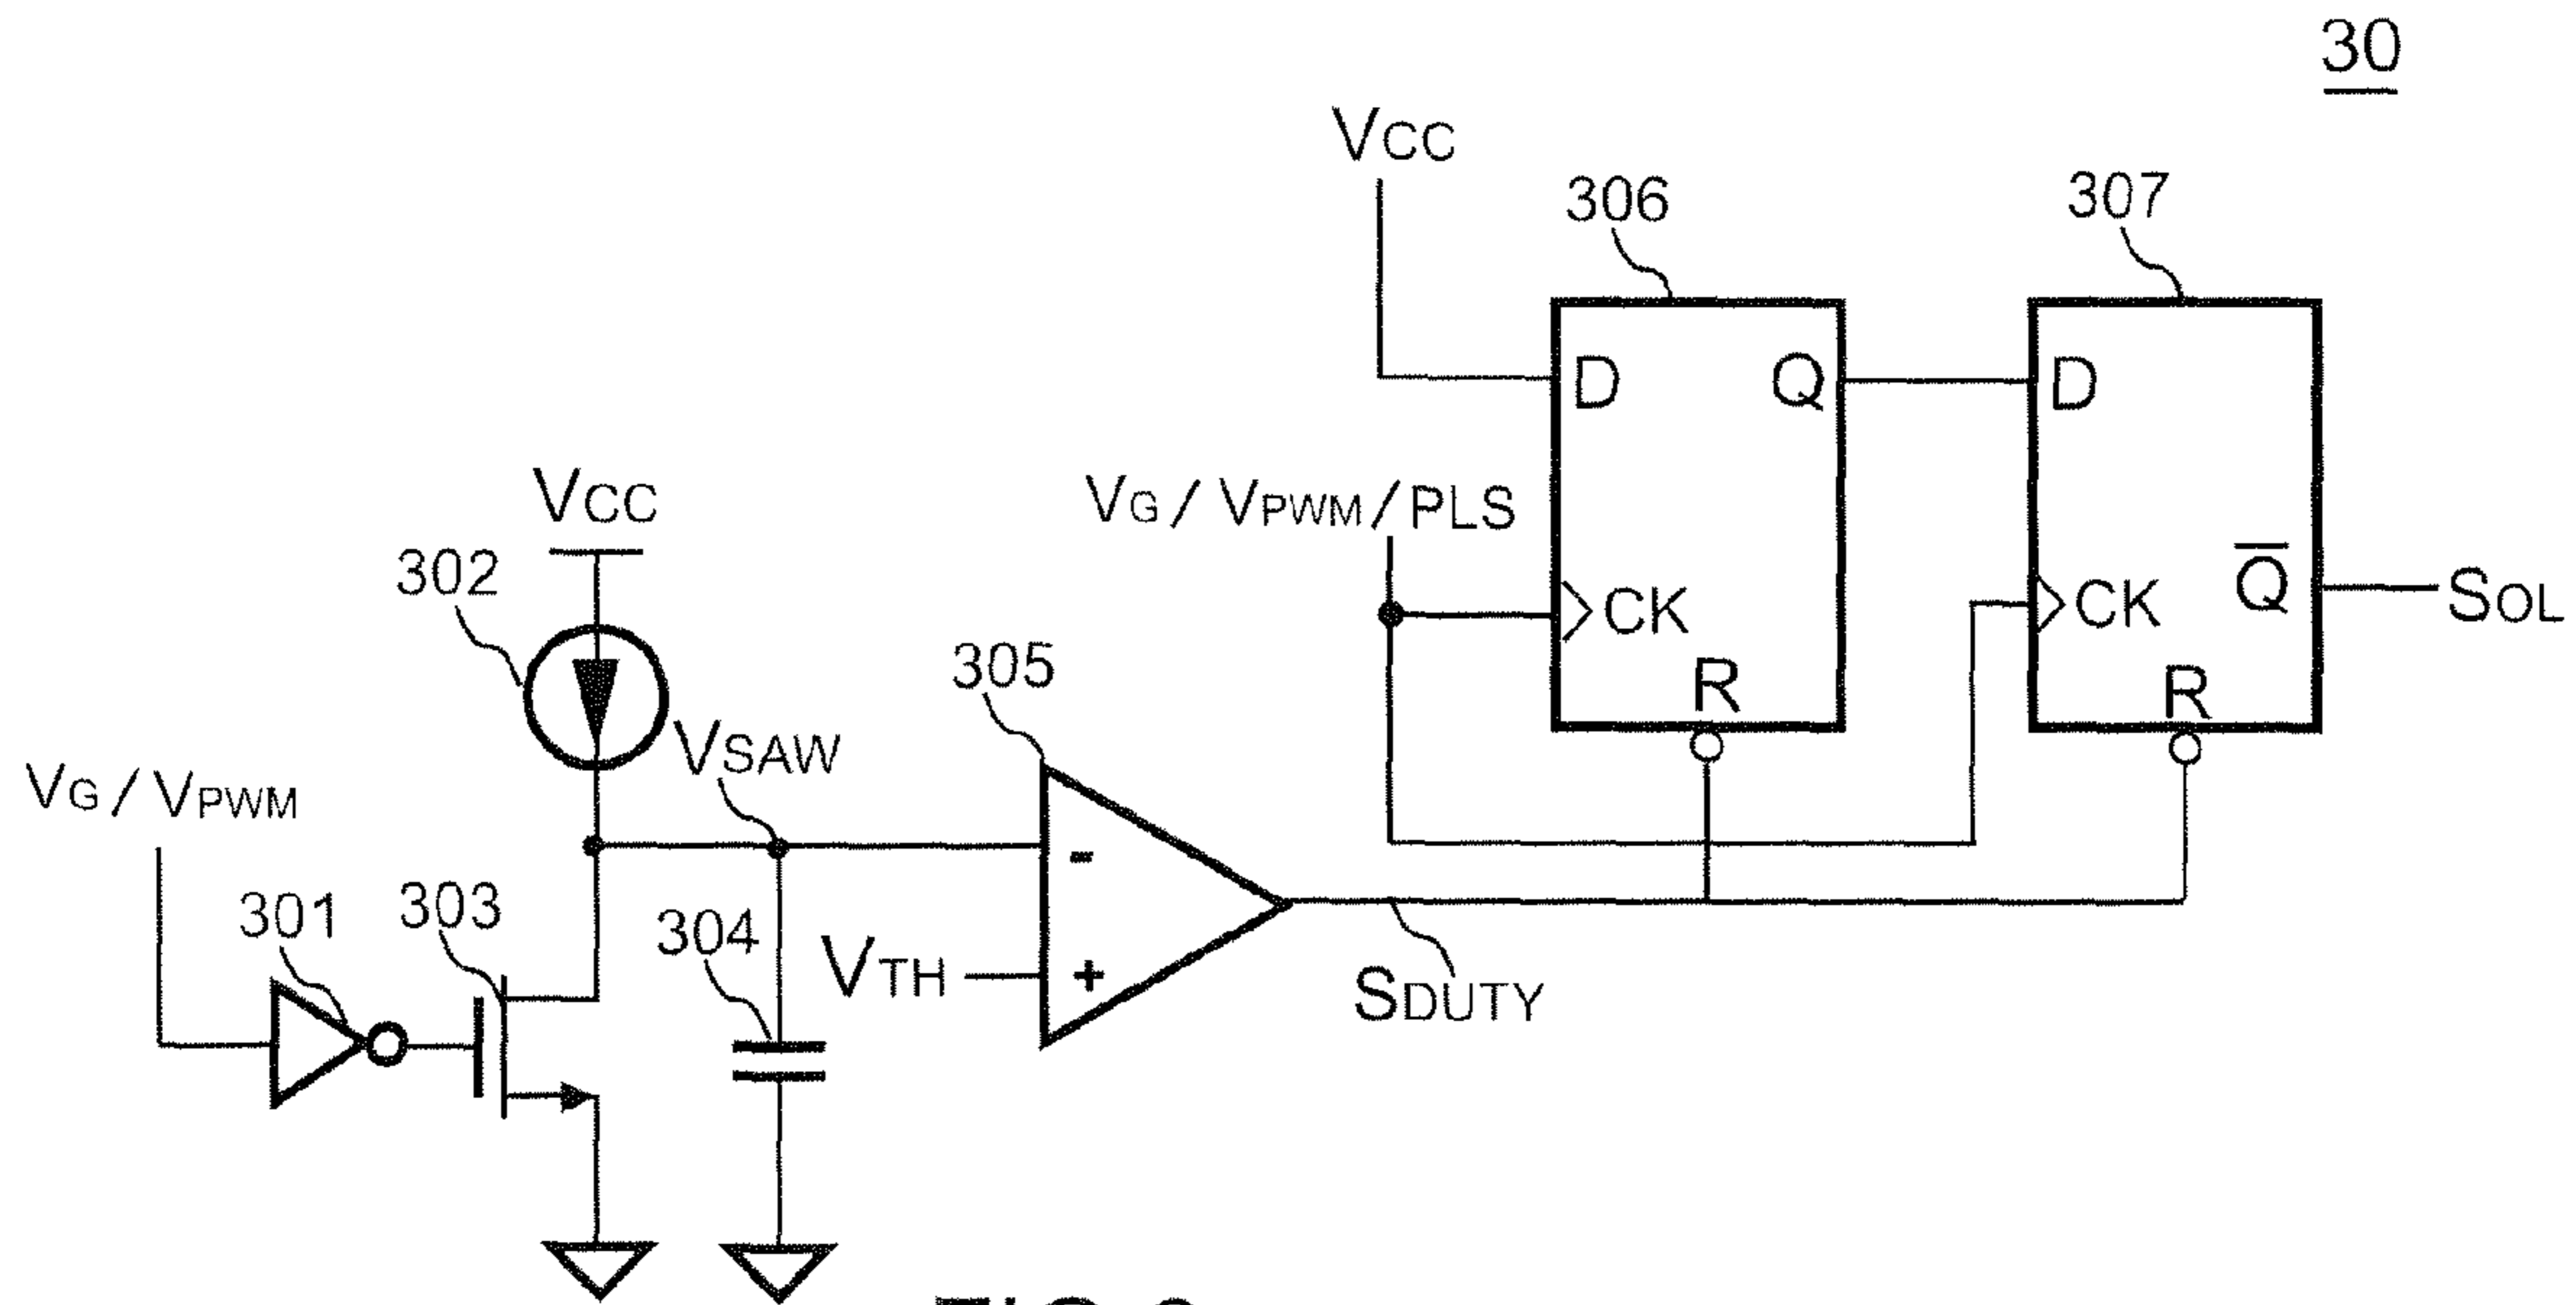 30
VCC
306
307
D
Q
D
VG / VPWM / PLS
CK
CK
Q̅
SOL
R
R
VCC
302
VSAW
305
VG / VPWM
301
303
304
-
VTH
+
SDUTY